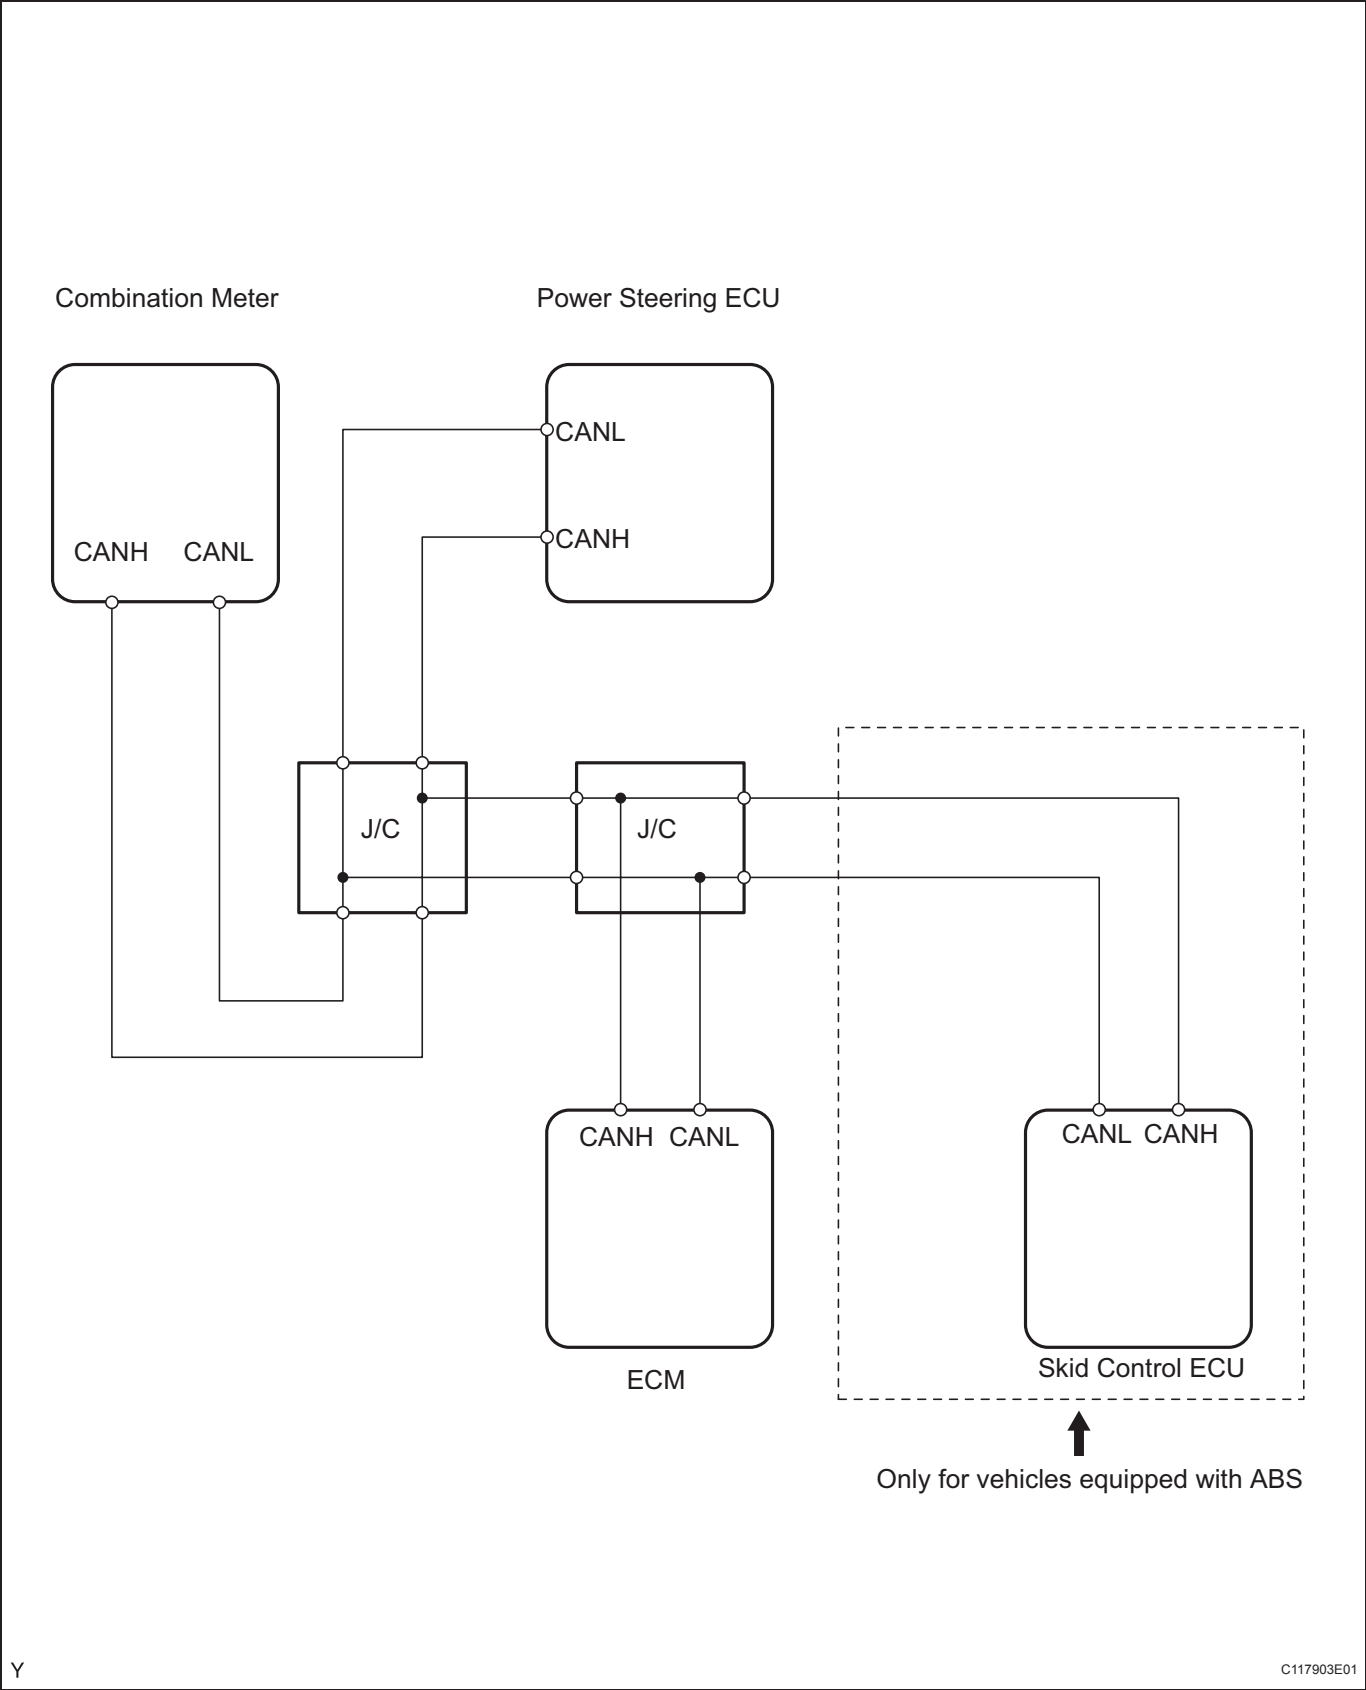 Combination Meter
Power Steering ECU
CANL
CANH
CANH CANL
J/C
J/C
CANH CANL
CANL CANH
Skid Control ECU
ECM
Only for vehicles equipped with ABS
Y
C117903E01